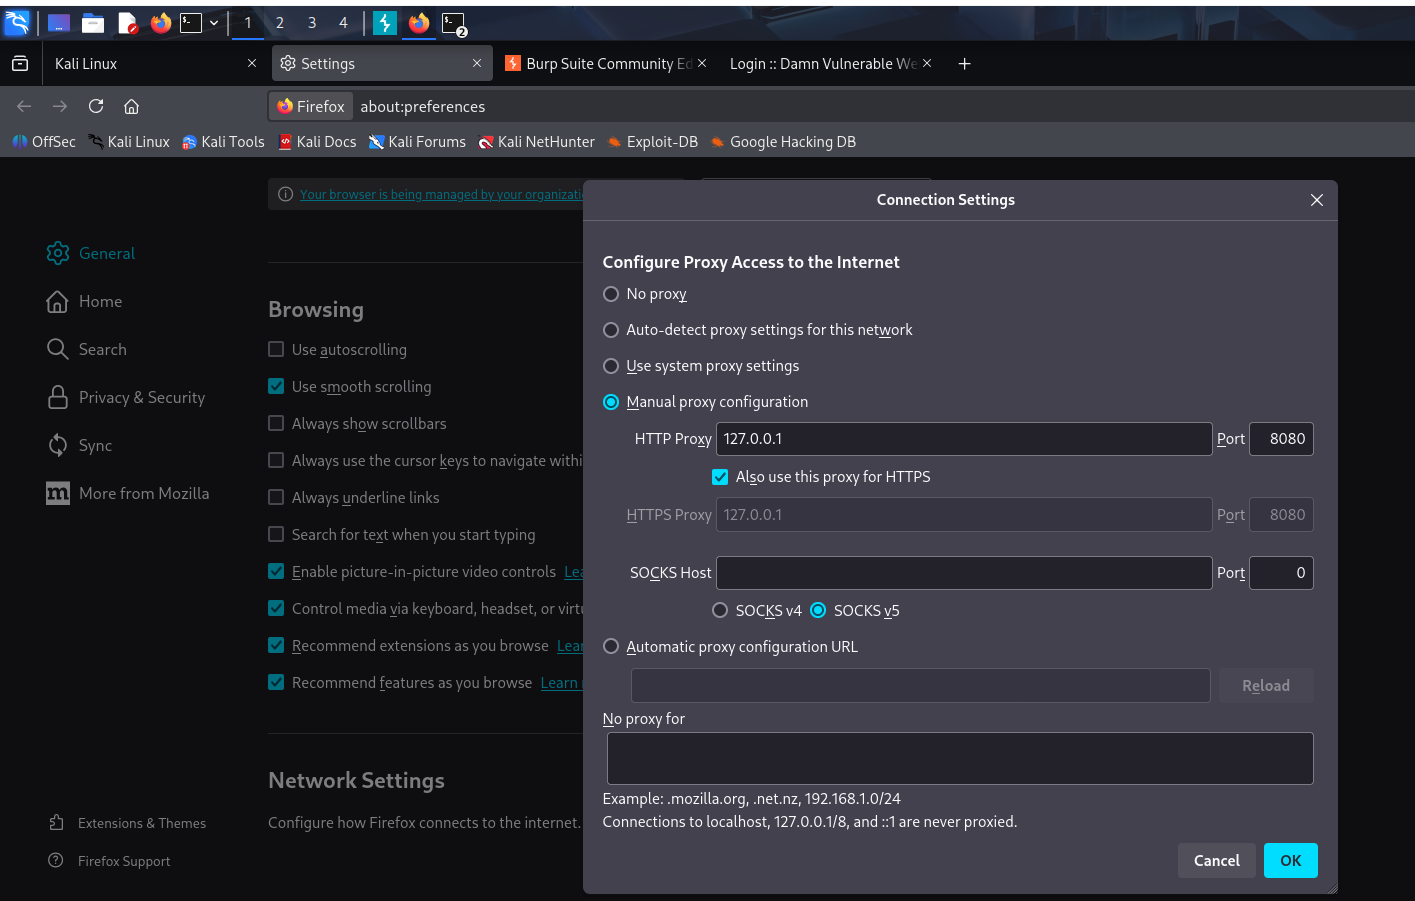 1 2 3 4 2
Kali Linux Settings Burp Suite Community Ed Login :: Damn Vulnerable We
Firefox about:preferences
OffSec Kali Linux Kali Tools Kali Docs Kali Forums Kali NetHunter Exploit-DB Google Hacking DB
Your browser is being managed by your organizati
General
Home
Search
Privacy & Security
Sync
More from Mozilla
Extensions & Themes
Firefox Support
Browsing
Use autoscrolling
Use smooth scrolling
Always show scrollbars
Always use the cursor keys to navigate withi
Always underline links
Search for text when you start typing
Enable picture-in-picture video controls Lea
Control media via keyboard, headset, or virtu
Recommend extensions as you browse Lear
Recommend features as you browse Learn
Network Settings
Configure how Firefox connects to the internet.
Connection Settings
Configure Proxy Access to the Internet
No proxy
Auto-detect proxy settings for this network
Use system proxy settings
Manual proxy configuration
HTTP Proxy 127.0.0.1 Port 8080
Also use this proxy for HTTPS
HTTPS Proxy 127.0.0.1 Port 8080
SOCKS Host Port 0
SOCKS v4 SOCKS v5
Automatic proxy configuration URL
Reload
No proxy for
Example: .mozilla.org, .net.nz, 192.168.1.0/24
Connections to localhost, 127.0.0.1/8, and ::1 are never proxied.
Cancel OK